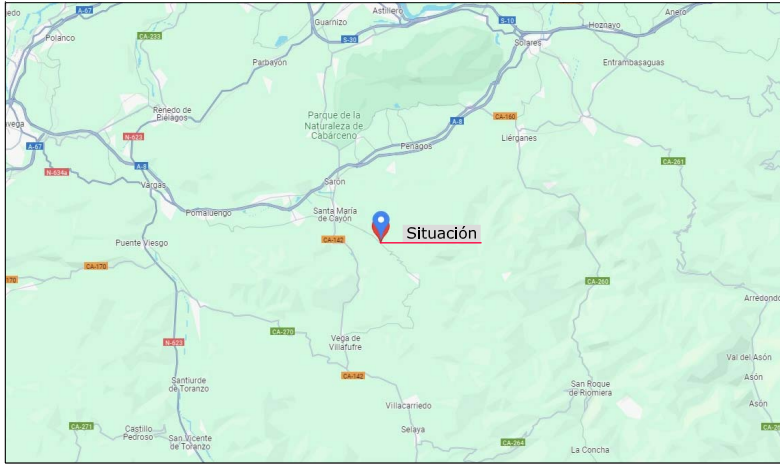 A-67
Polanco
CA-233
Guarnizo
Astillero
S-10
Hoznayo
Anero
S-30
Solares
Parbayón
Entrambasaguas
Renedo de
Piélagos
Parque de la
Naturaleza de
Cabárceno
N-623
A-8
CA-160
Liérganes
A-67
Penagos
CA-261
N-634a
A-8
Vargas
Sarón
Pomaluengo
Santa María
de Cayón
Situación
CA-142
Puente Viesgo
CA-170
CA-260
CA-270
N-623
Vega de
Villafufre
Val del Asón
CA-142
Santiurde
de Toranzo
San Roque
de Riomiera
Asón
Villacarriedo
Asón
CA-271
Castillo
Pedroso
San Vicente
de Toranzo
Selaya
CA-264
La Concha